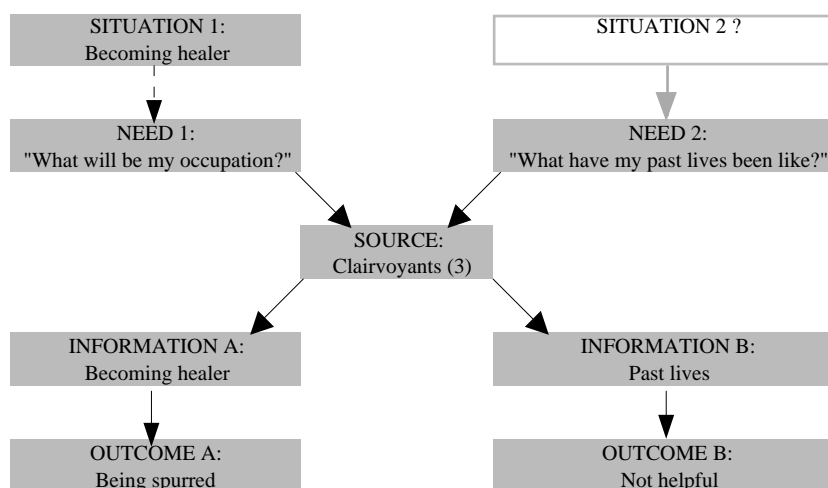 SITUATION 1:
Becoming healer
SITUATION 2 ?
NEED 1:
"What will be my occupation?"
NEED 2:
"What have my past lives been like?"
SOURCE:
Clairvoyants (3)
INFORMATION A:
Becoming healer
INFORMATION B:
Past lives
OUTCOME A:
Being spurred
OUTCOME B:
Not helpful